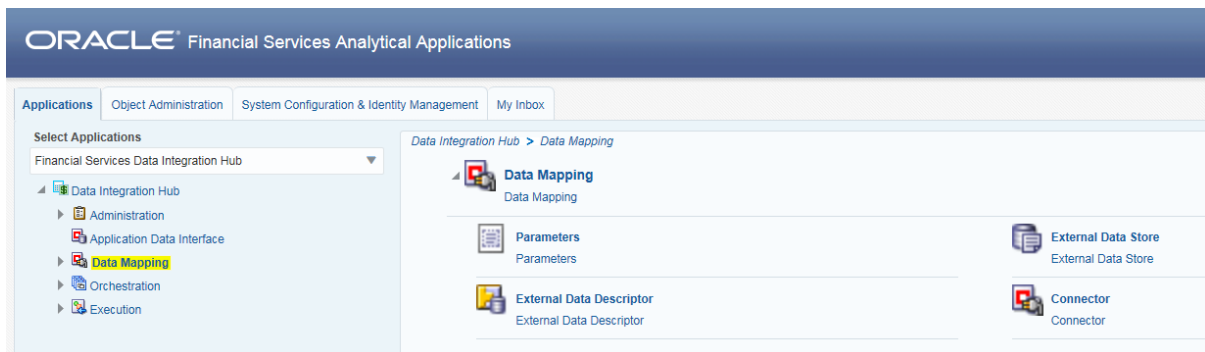 ORACLE® Financial Services Analytical Applications
Applications Object Administration System Configuration & Identity Management My Inbox
Select Applications
Financial Services Data Integration Hub
Data Integration Hub
Administration
Application Data Interface
Data Mapping
Orchestration
Execution
Data Integration Hub > Data Mapping
Data Mapping
Data Mapping
Parameters
Parameters
External Data Store
External Data Store
External Data Descriptor
External Data Descriptor
Connector
Connector